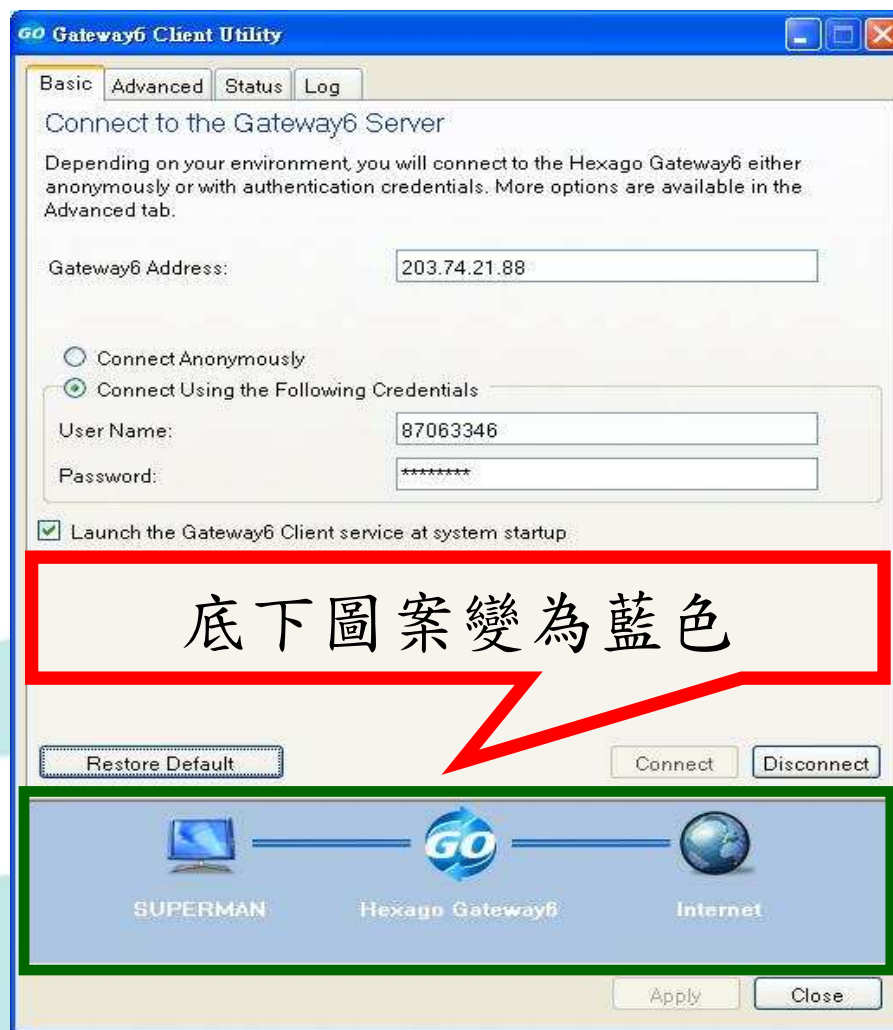 GO Gateway6 Client Utility
Basic Advanced Status Log
Connect to the Gateway6 Server
Depending on your environment, you will connect to the Hexago Gateway6 either
anonymously or with authentication credentials. More options are available in the
Advanced tab.
Gateway6 Address: 203.74.21.88
Connect Anonymously
Connect Using the Following Credentials
User Name: 87063346
Password: ********
Launch the Gateway6 Client service at system startup
底下圖案變為藍色
Restore Default Connect Disconnect
GO
SUPERMAN Hexago Gateway6 Internet
Apply Close